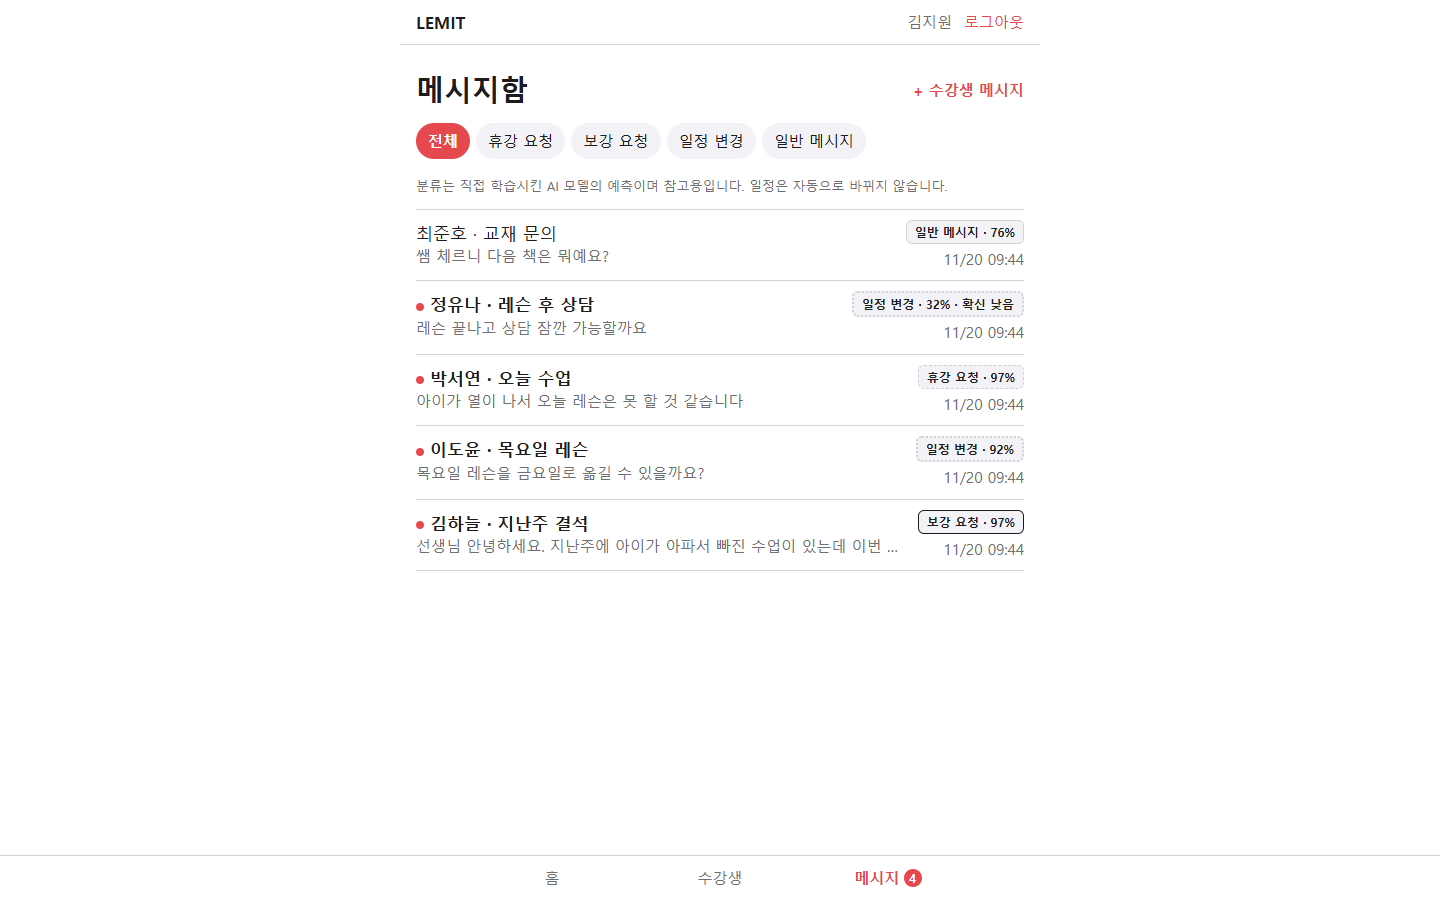 LEMIT
김지원 로그아웃
메시지함
+ 수강생 메시지
전체 휴강 요청 보강 요청 일정 변경 일반 메시지
분류는 직접 학습시킨 AI 모델의 예측이며 참고용입니다. 일정은 자동으로 바뀌지 않습니다.
최준호 · 교재 문의
일반 메시지 · 76%
쌤 체르니 다음 책은 뭐예요?
11/20 09:44
정유나 · 레슨 후 상담
일정 변경 · 32% · 확신 낮음
레슨 끝나고 상담 잠깐 가능할까요
11/20 09:44
박서연 · 오늘 수업
휴강 요청 · 97%
아이가 열이 나서 오늘 레슨은 못 할 것 같습니다
11/20 09:44
이도윤 · 목요일 레슨
일정 변경 · 92%
목요일 레슨을 금요일로 옮길 수 있을까요?
11/20 09:44
김하늘 · 지난주 결석
보강 요청 · 97%
선생님 안녕하세요. 지난주에 아이가 아파서 빠진 수업이 있는데 이번 ...
11/20 09:44
홈 수강생 메시지 4